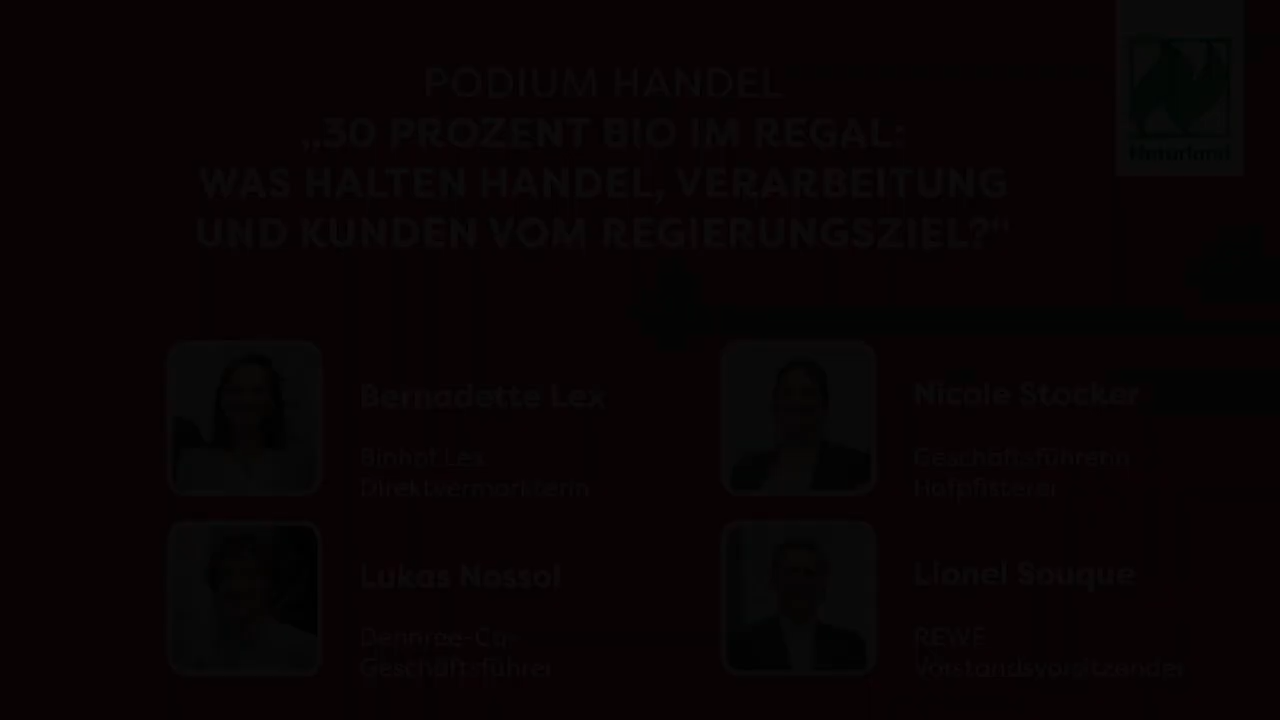 PODIUM HANDEL
„30 PROZENT BIO IM REGAL:
WAS HALTEN HANDEL, VERARBEITUNG
UND KUNDEN VOM REGIERUNGSZIEL?“
Naturland
Bernadette Lex
Biohof Lex
Direktvermarkterin
Nicole Stocker
Geschäftsführerin
Hofpfisterei
Lukas Nossol
Dennree-Co-
Geschäftsführer
Lionel Souque
REWE
Vorstandsvorsitzender